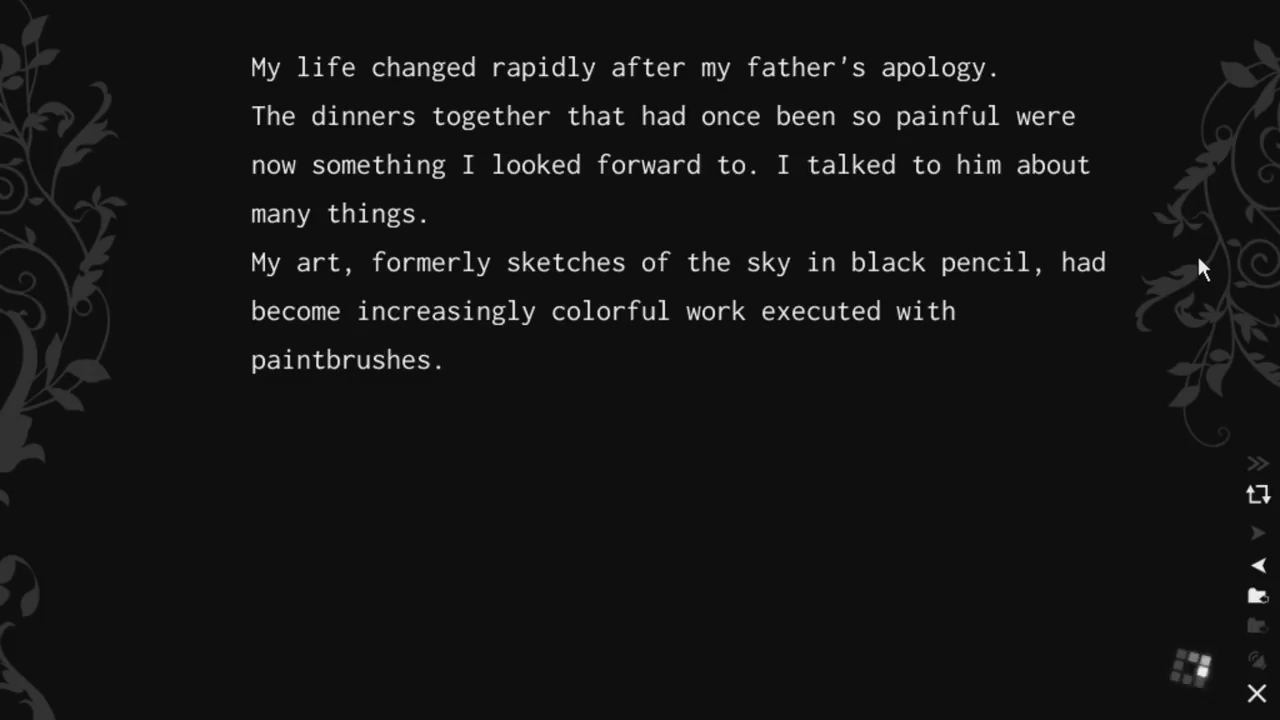 My life changed rapidly after my father's apology.
The dinners together that had once been so painful were
now something I looked forward to. I talked to him about
many things.
My art, formerly sketches of the sky in black pencil, had
become increasingly colorful work executed with
paintbrushes.